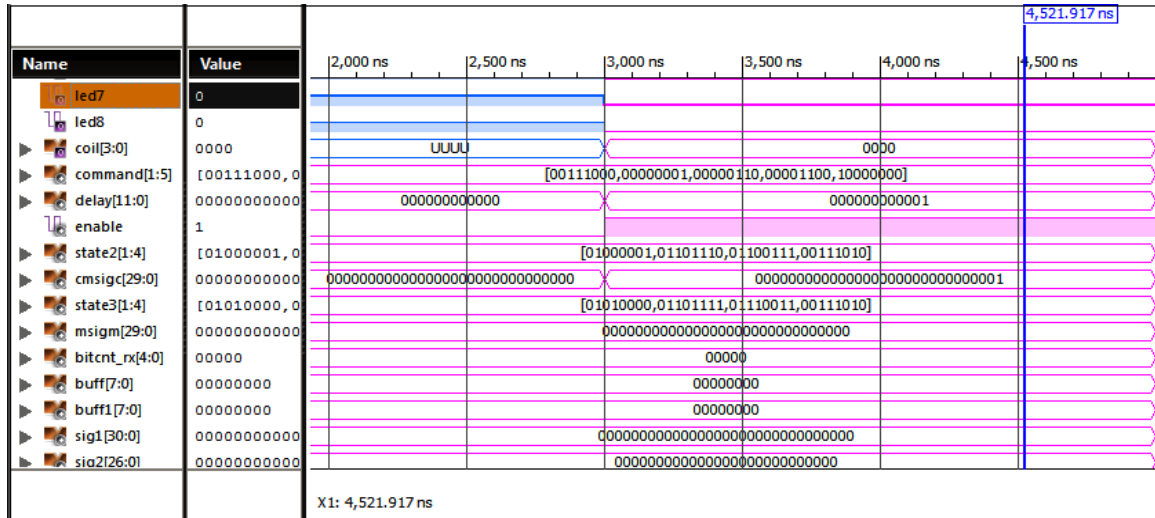 4,521.917 ns
Name Value 2,000 ns 2,500 ns 3,000 ns 3,500 ns 4,000 ns 4,500 ns
led7 0
led8 0
coil[3:0] 0000 UUUU 0000
command[1:5] [00111000,0 [00111000,00000001,00000110,00001100,10000000]
delay[11:0] 00000000000 000000000000 000000000001
enable 1
state2[1:4] [01000001,0 [01000001,01101110,01100111,00111010]
cmsigc[29:0] 00000000000 000000000000000000000000000000 000000000000000000000000000001
state3[1:4] [01010000,0 [01010000,01101111,01110011,00111010]
msigm[29:0] 00000000000 000000000000000000000000000000
bitcnt_rx[4:0] 00000 00000
buff[7:0] 00000000 00000000
buff1[7:0] 00000000 00000000
sig1[30:0] 00000000000 0000000000000000000000000000000
sig2[26:0] 00000000000 000000000000000000000000000
X1: 4,521.917 ns